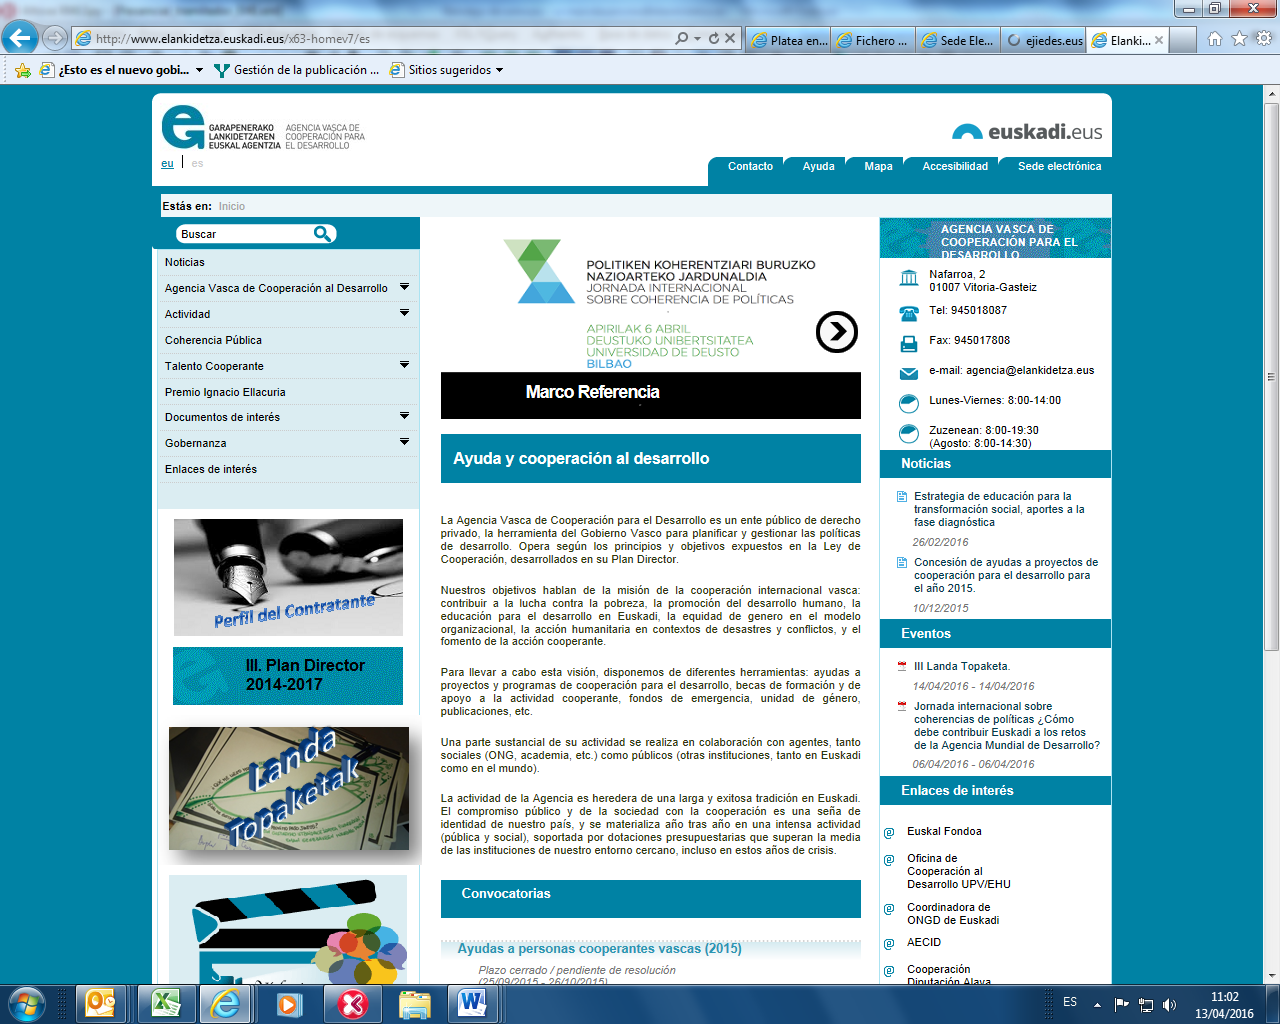 http://www.elankidetza.euskadi.eus/x63-homev7/es
Platea en...
Fichero ...
Sede Ele...
ejiedes.eus
Elanki...
¿Esto es el nuevo gobi...
Gestión de la publicación ...
Sitios sugeridos
GARAPENERAKO
LANKIDETZAREN
EUSKAL AGENTZIA
AGENCIA VASCA DE
COOPERACIÓN PARA
EL DESARROLLO
euskadi.eus
eu
es
Contacto
Ayuda
Mapa
Accesibilidad
Sede electrónica
Estás en: Inicio
Buscar
Noticias
Agencia Vasca de Cooperación al Desarrollo
Actividad
Coherencia Pública
Talento Cooperante
Premio Ignacio Ellacuria
Documentos de interés
Gobernanza
Enlaces de interés
Perfil del Contratante
III. Plan Director
2014-2017
Landa
Topaketak
POLITIKEN KOHERENTZIARI BURUZKO
NAZIOARTEKO JARDUNALDIA
JORNADA INTERNACIONAL
SOBRE COHERENCIA DE POLÍTICAS
APIRILAK 6 ABRIL
DEUSTUKO UNIBERTSITATEA
UNIVERSIDAD DE DEUSTO
BILBAO
Marco Referencia
Ayuda y cooperación al desarrollo
La Agencia Vasca de Cooperación para el Desarrollo es un ente público de derecho
privado, la herramienta del Gobierno Vasco para planificar y gestionar las políticas
de desarrollo. Opera según los principios y objetivos expuestos en la Ley de
Cooperación, desarrollados en su Plan Director.
Nuestros objetivos hablan de la misión de la cooperación internacional vasca:
contribuir a la lucha contra la pobreza, la promoción del desarrollo humano, la
educación para el desarrollo en Euskadi, la equidad de genero en el modelo
organizacional, la acción humanitaria en contextos de desastres y conflictos, y el
fomento de la acción cooperante.
Para llevar a cabo esta visión, disponemos de diferentes herramientas: ayudas a
proyectos y programas de cooperación para el desarrollo, becas de formación y de
apoyo a la actividad cooperante, fondos de emergencia, unidad de género,
publicaciones, etc.
Una parte sustancial de su actividad se realiza en colaboración con agentes, tanto
sociales (ONG, academia, etc.) como públicos (otras instituciones, tanto en Euskadi
como en el mundo).
La actividad de la Agencia es heredera de una larga y exitosa tradición en Euskadi.
El compromiso público y de la sociedad con la cooperación es una seña de
identidad de nuestro país, y se materializa año tras año en una intensa actividad
(pública y social), soportada por dotaciones presupuestarias que superan la media
de las instituciones de nuestro entorno cercano, incluso en estos años de crisis.
Convocatorias
Ayudas a personas cooperantes vascas (2015)
Plazo cerrado / pendiente de resolución
(25/09/2015 - 26/10/2015)
AGENCIA VASCA DE
COOPERACIÓN PARA EL
DESARROLLO
Nafarroa, 2
01007 Vitoria-Gasteiz
Tel: 945018087
Fax: 945017808
e-mail: agencia@elankidetza.eus
Lunes-Viernes: 8:00-14:00
Zuzenean: 8:00-19:30
(Agosto: 8:00-14:30)
Noticias
Estrategia de educación para la
transformación social, aportes a la
fase diagnóstica
26/02/2016
Concesión de ayudas a proyectos de
cooperación para el desarrollo para
el año 2015.
10/12/2015
Eventos
III Landa Topaketa.
14/04/2016 - 14/04/2016
Jornada internacional sobre
coherencias de políticas ¿Cómo
debe contribuir Euskadi a los retos
de la Agencia Mundial de Desarrollo?
06/04/2016 - 06/04/2016
Enlaces de interés
Euskal Fondoa
Oficina de
Cooperación al
Desarrollo UPV/EHU
Coordinadora de
ONGD de Euskadi
AECID
Cooperación
Diputación Alava
ES
11:02
13/04/2016